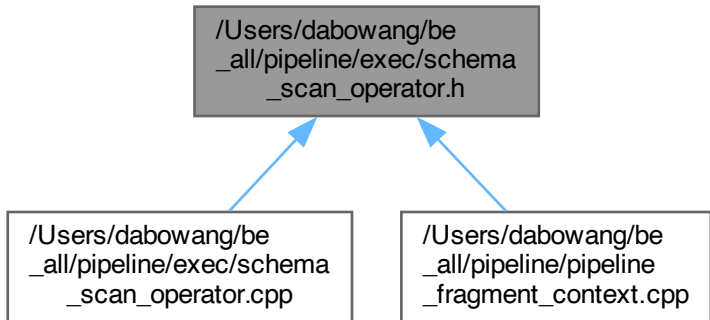 /Users/dabowang/be
_all/pipeline/exec/schema
_scan_operator.h
/Users/dabowang/be
_all/pipeline/exec/schema
_scan_operator.cpp
/Users/dabowang/be
_all/pipeline/pipeline
_fragment_context.cpp